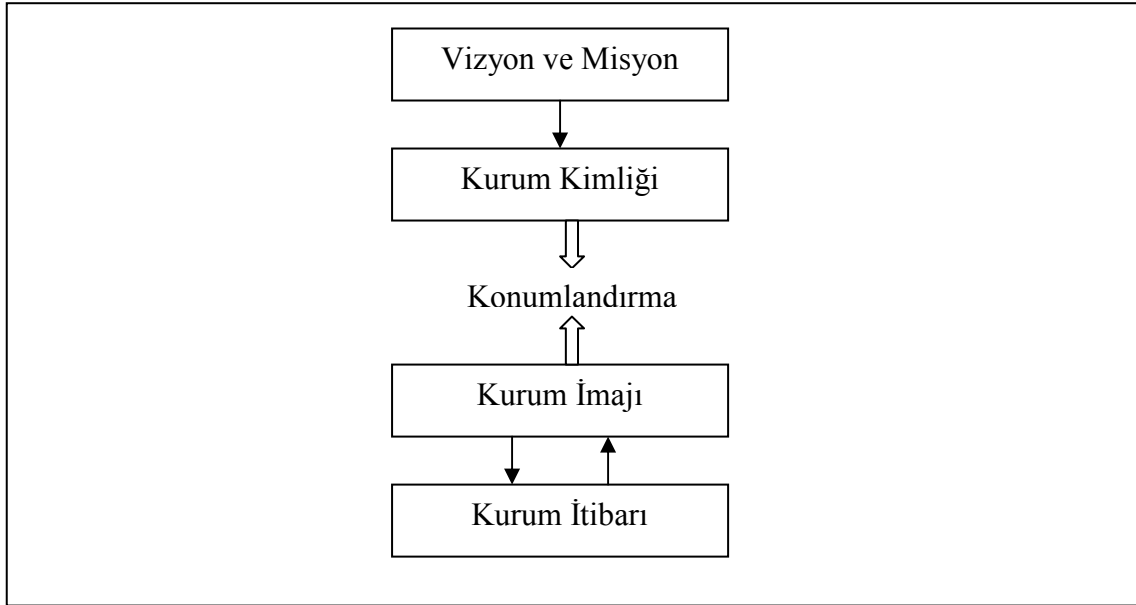 Vizyon ve Misyon
Kurum Kimliği
Konumlandırma
Kurum İmajı
Kurum İtibarı